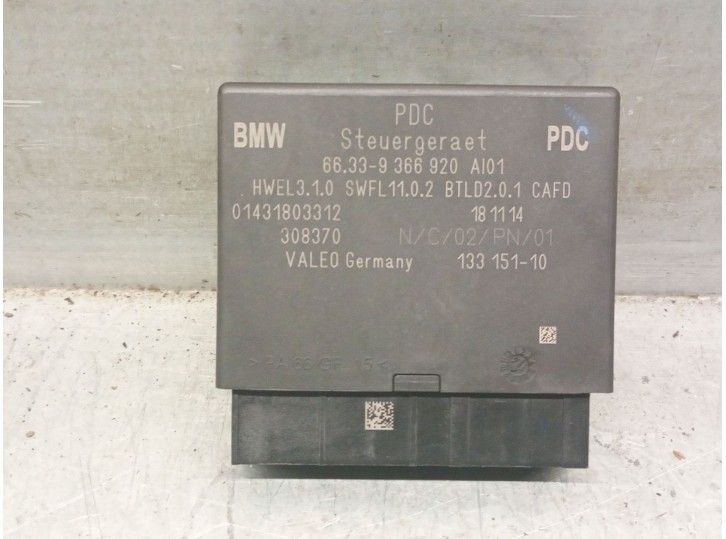 PDC
BMW Steuergeraet PDC
66.33-9 366 920 AI01
HWEL3.1.0 SWFL11.0.2 BTLD2.0.1 CAFD
01431803312 18 11 14
308370 N/C/02/PN/01
VALEO Germany 133 151-10